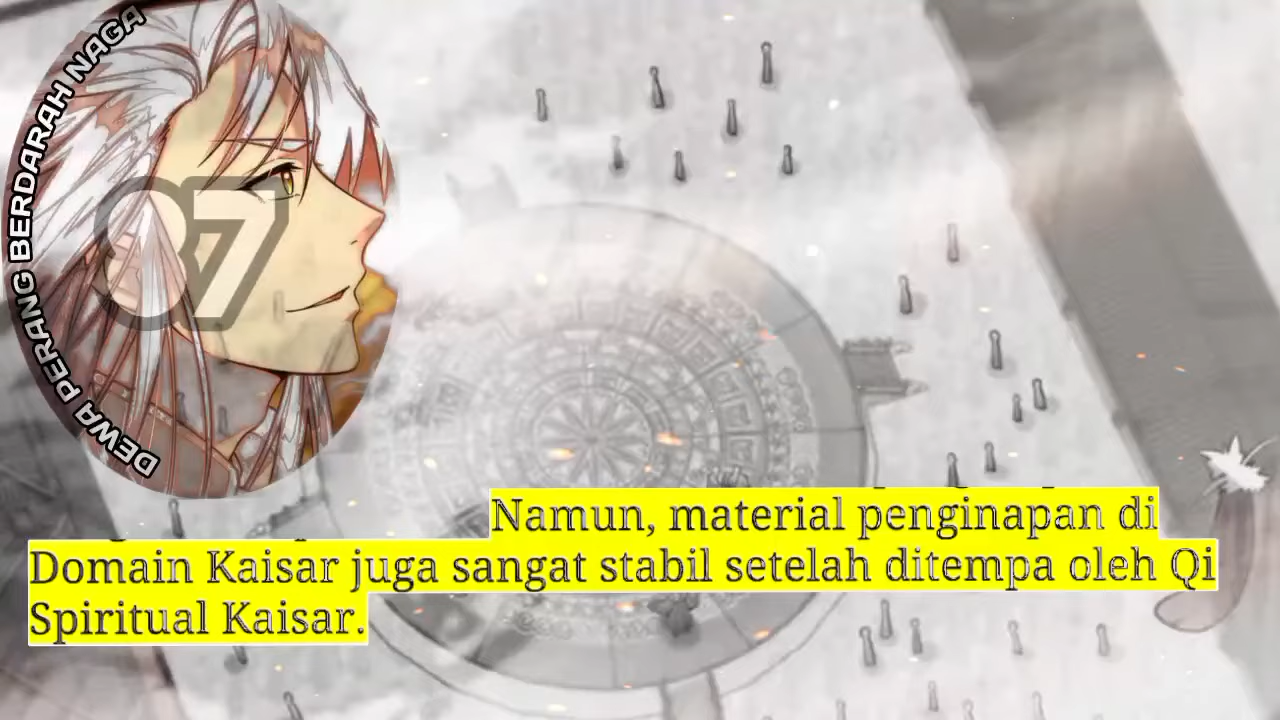 DEWA PERANG BERDARAH NAGA
Namun, material penginapan di
Domain Kaisar juga sangat stabil setelah ditempa oleh Qi
Spiritual Kaisar.